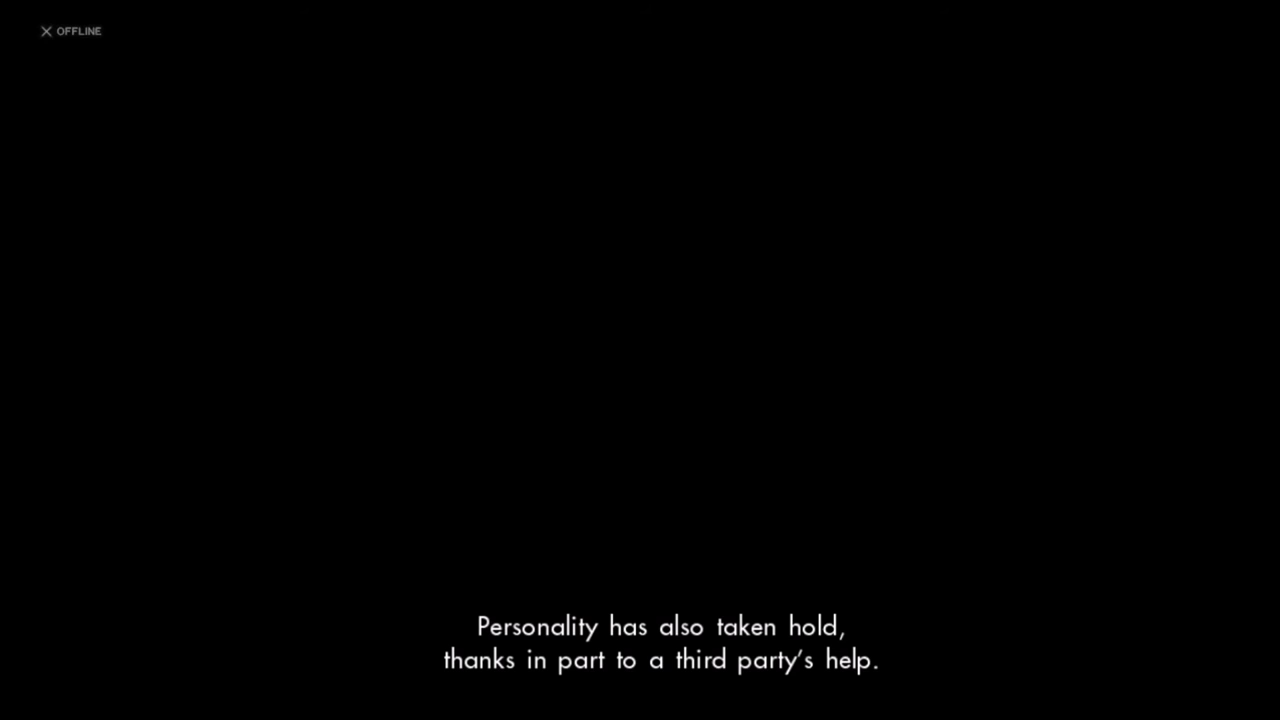 OFFLINE
Personality has also taken hold,
thanks in part to a third party's help.